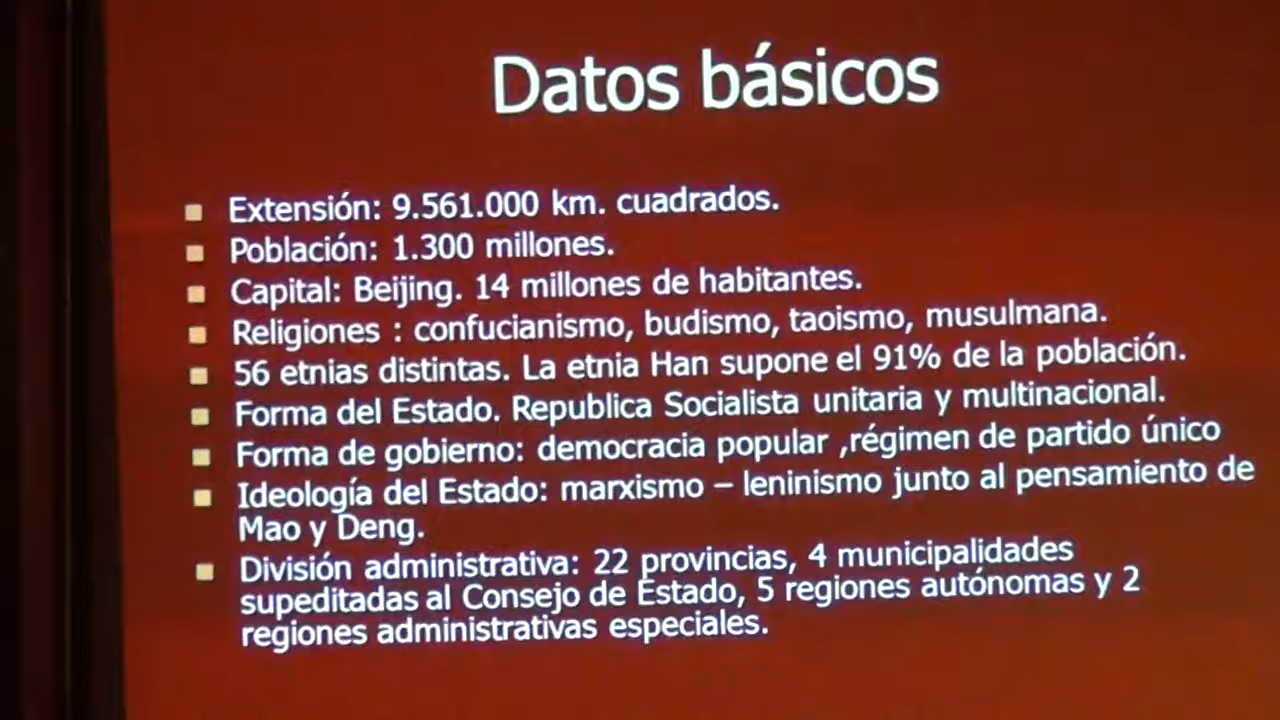 Datos básicos
Extensión: 9.561.000 km. cuadrados.
Población: 1.300 millones.
Capital: Beijing. 14 millones de habitantes.
Religiones : confucianismo, budismo, taoismo, musulmana.
56 etnias distintas. La etnia Han supone el 91% de la población.
Forma del Estado. Republica Socialista unitaria y multinacional.
Forma de gobierno: democracia popular ,régimen de partido único
Ideología del Estado: marxismo – leninismo junto al pensamiento de
Mao y Deng.
División administrativa: 22 provincias, 4 municipalidades
supeditadas al Consejo de Estado, 5 regiones autónomas y 2
regiones administrativas especiales.